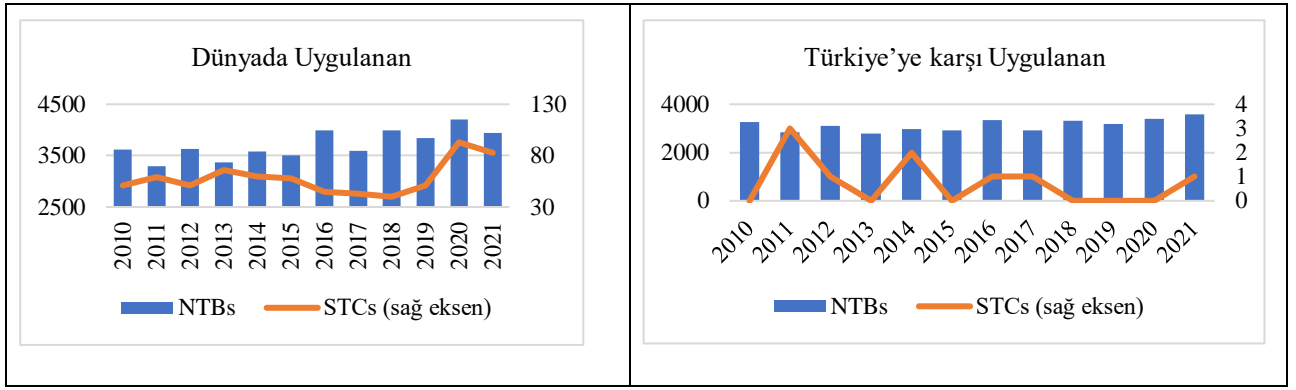 Dünyada Uygulanan
4500 130
3500 80
2500 30
2010 2011 2012 2013 2014 2015 2016 2017 2018 2019 2020 2021
NTBs STCs (sağ eksen)
Türkiye’ye karşı Uygulanan
4000 4
3
2000 2
1
0 0
2010 2011 2012 2013 2014 2015 2016 2017 2018 2019 2020 2021
NTBs STCs (sağ eksen)